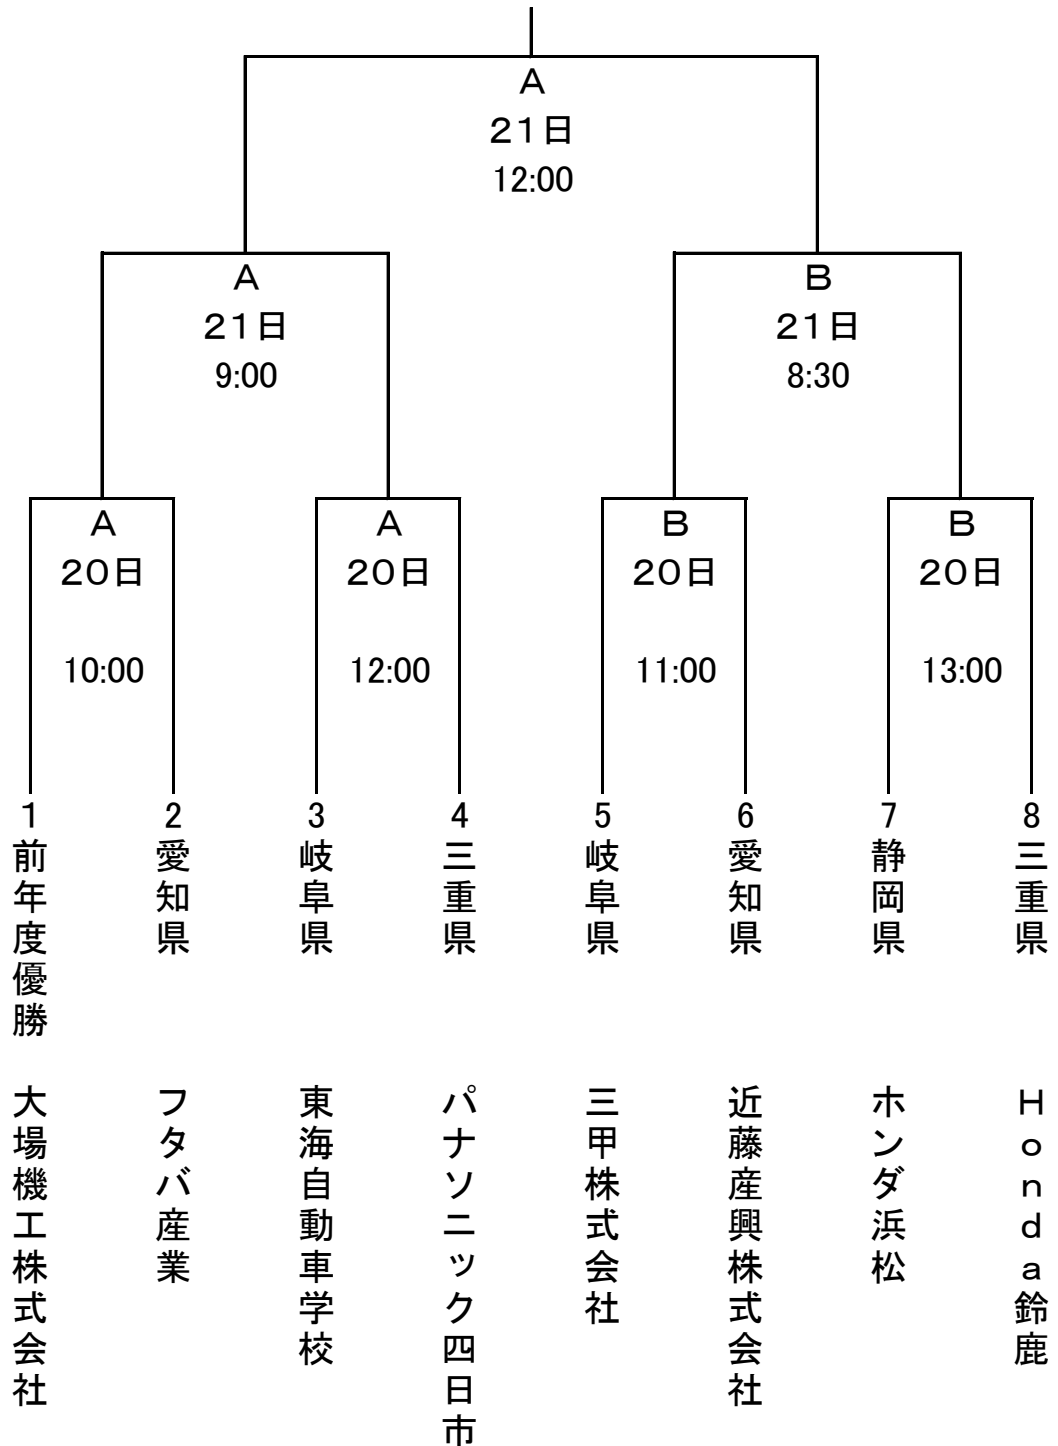 A
21日
12:00
A
21日
9:00
B
21日
8:30
A
20日
10:00
A
20日
12:00
B
20日
11:00
B
20日
13:00
1
前年度優勝
大場機工株式会社
2
愛知県
フタバ産業
3
岐阜県
東海自動車学校
4
三重県
パナソニック四日市
5
岐阜県
三甲株式会社
6
愛知県
近藤産興株式会社
7
静岡県
ホンダ浜松
8
三重県
Honda鈴鹿